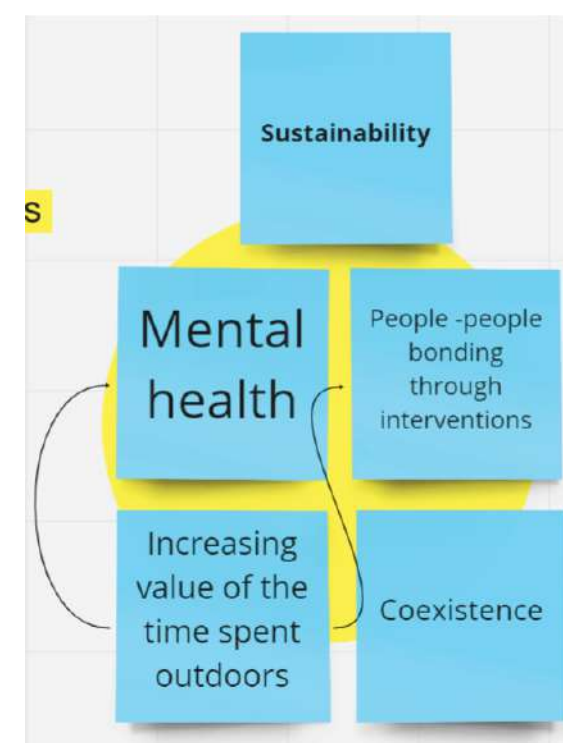 Sustainability
s
Mental
health
People -people
bonding
through
interventions
Increasing
value of the
time spent
outdoors
Coexistence